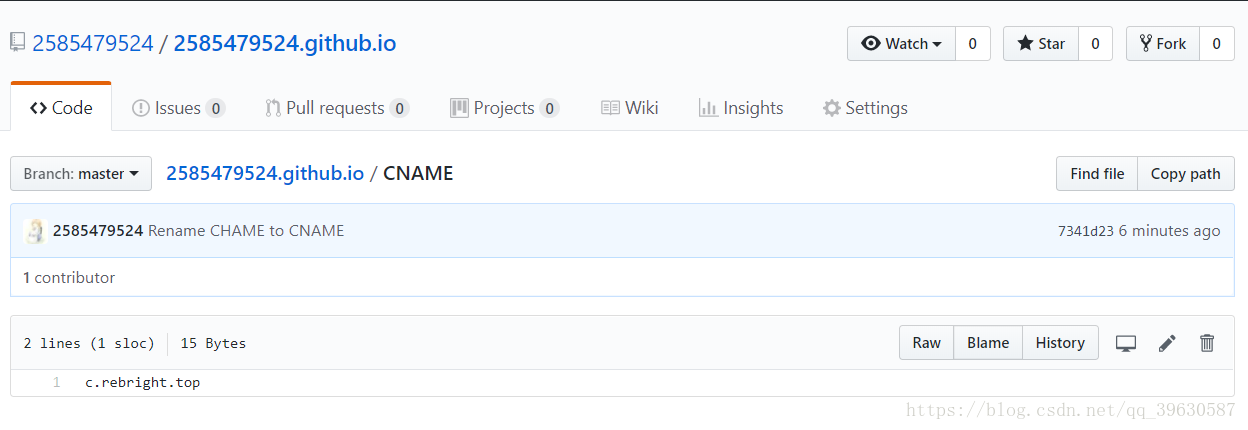 2585479524 / 2585479524.github.io Watch 0 Star 0 Fork 0
Code Issues 0 Pull requests 0 Projects 0 Wiki Insights Settings
Branch: master 2585479524.github.io / CNAME Find file Copy path
2585479524 Rename CHAME to CNAME 7341d23 6 minutes ago
1 contributor
2 lines (1 sloc) 15 Bytes Raw Blame History
1 c.rebright.top
https://blog.csdn.net/qq_39630587